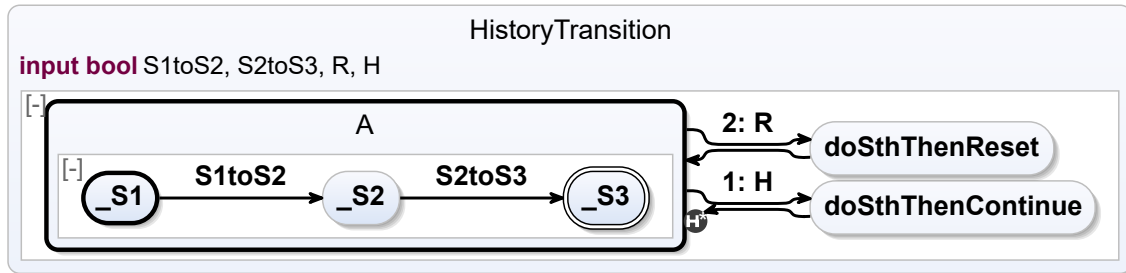 HistoryTransition
input bool S1toS2, S2toS3, R, H
[-]
A
2: R
doSthThenReset
[-]
_S1
S1toS2
_S2
S2toS3
_S3
1: H
doSthThenContinue
H*